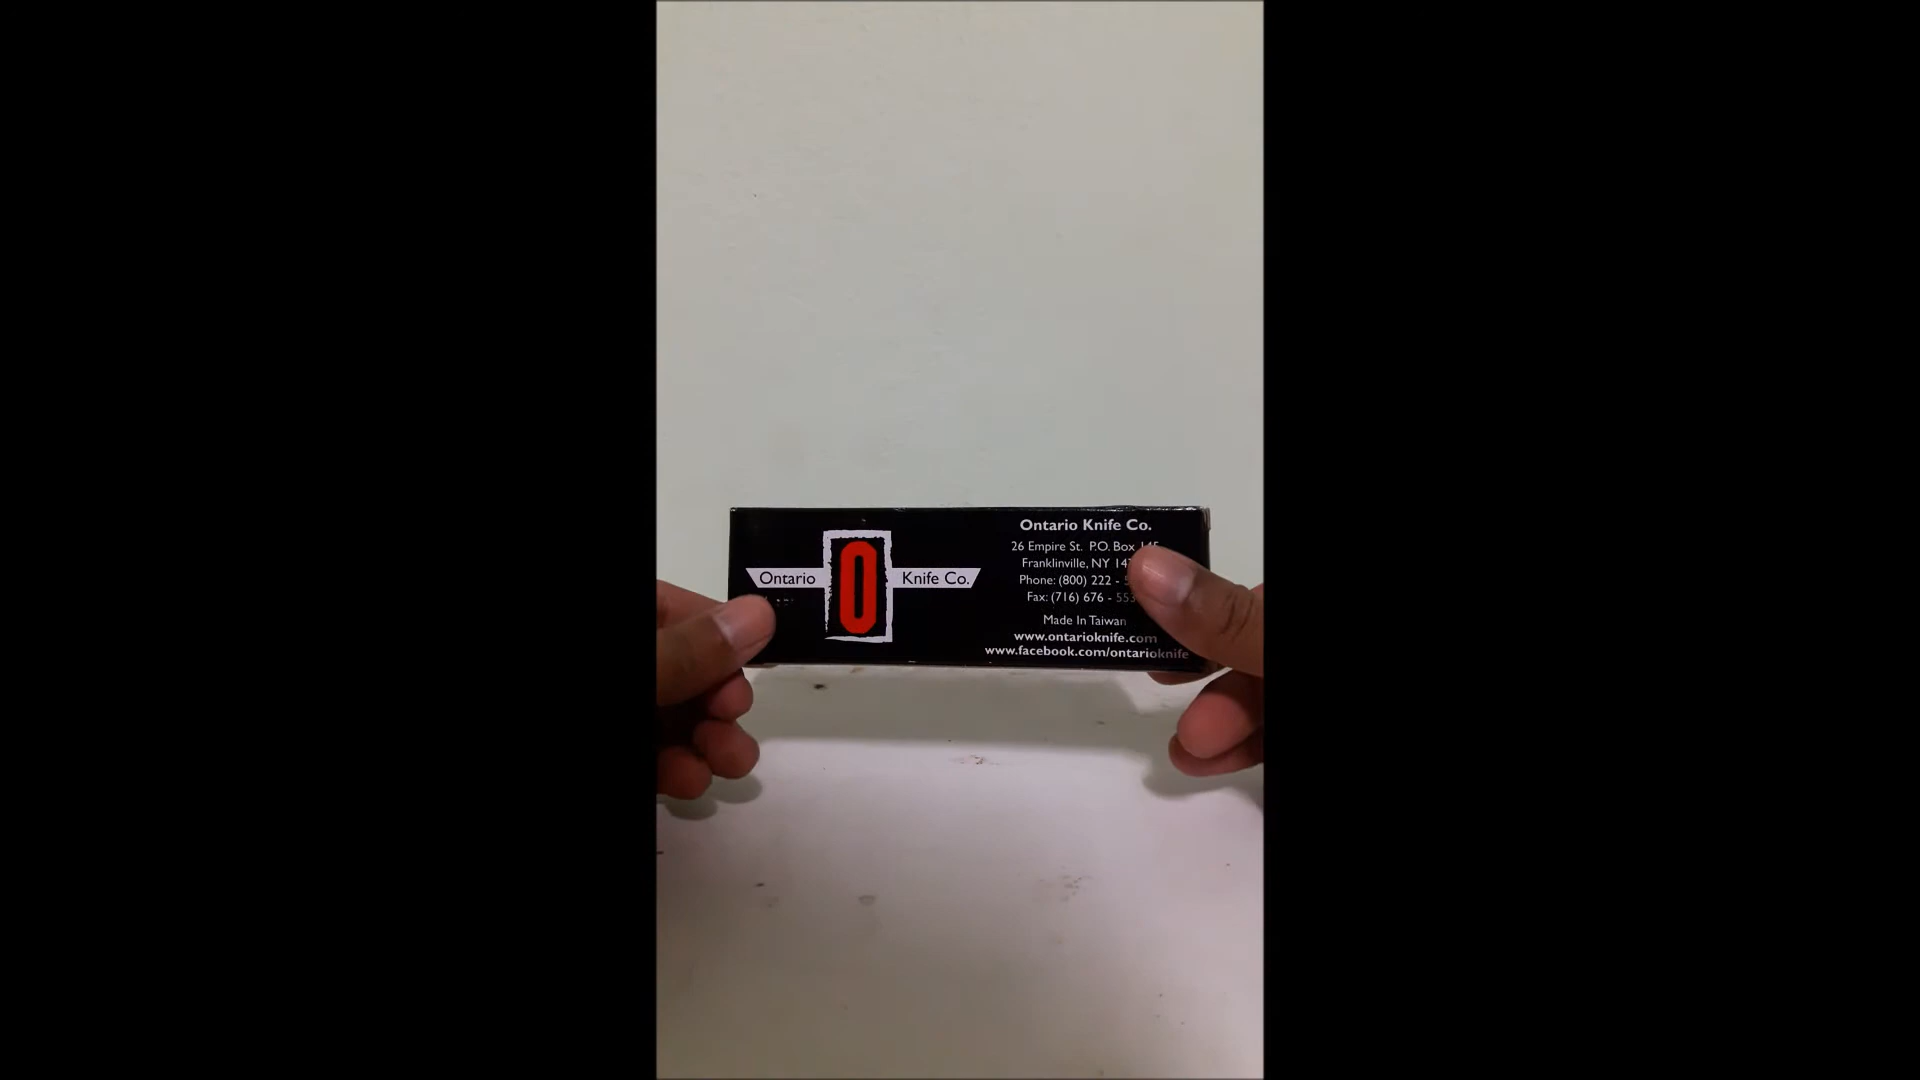 Ontario
O
Knife Co.
Ontario Knife Co.
26 Empire St. P.O. Box
Franklinville, NY
Phone: (800) 222 -
Fax: (716) 676 -
Made In Taiwan
www.ontarioknife.com
www.facebook.com/ontarioknife